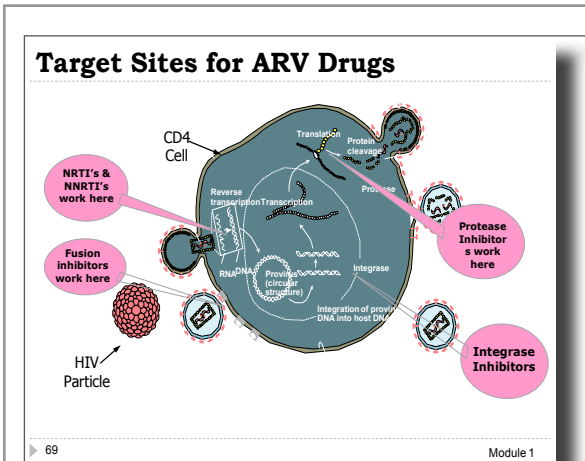 Target Sites for ARV Drugs
CD4
Cell
Translation
Protein
cleavage
NRTI's &
NNRTI's
work here
Reverse
transcription
Transcription
Protease
Protease
Inhibitor
s work
here
Fusion
inhibitors
work here
RNA
DNA
Provirus
(circular
structure)
Integrase
Integration of provir
DNA into host DNA
Integrase
Inhibitors
HIV
Particle
69
Module 1